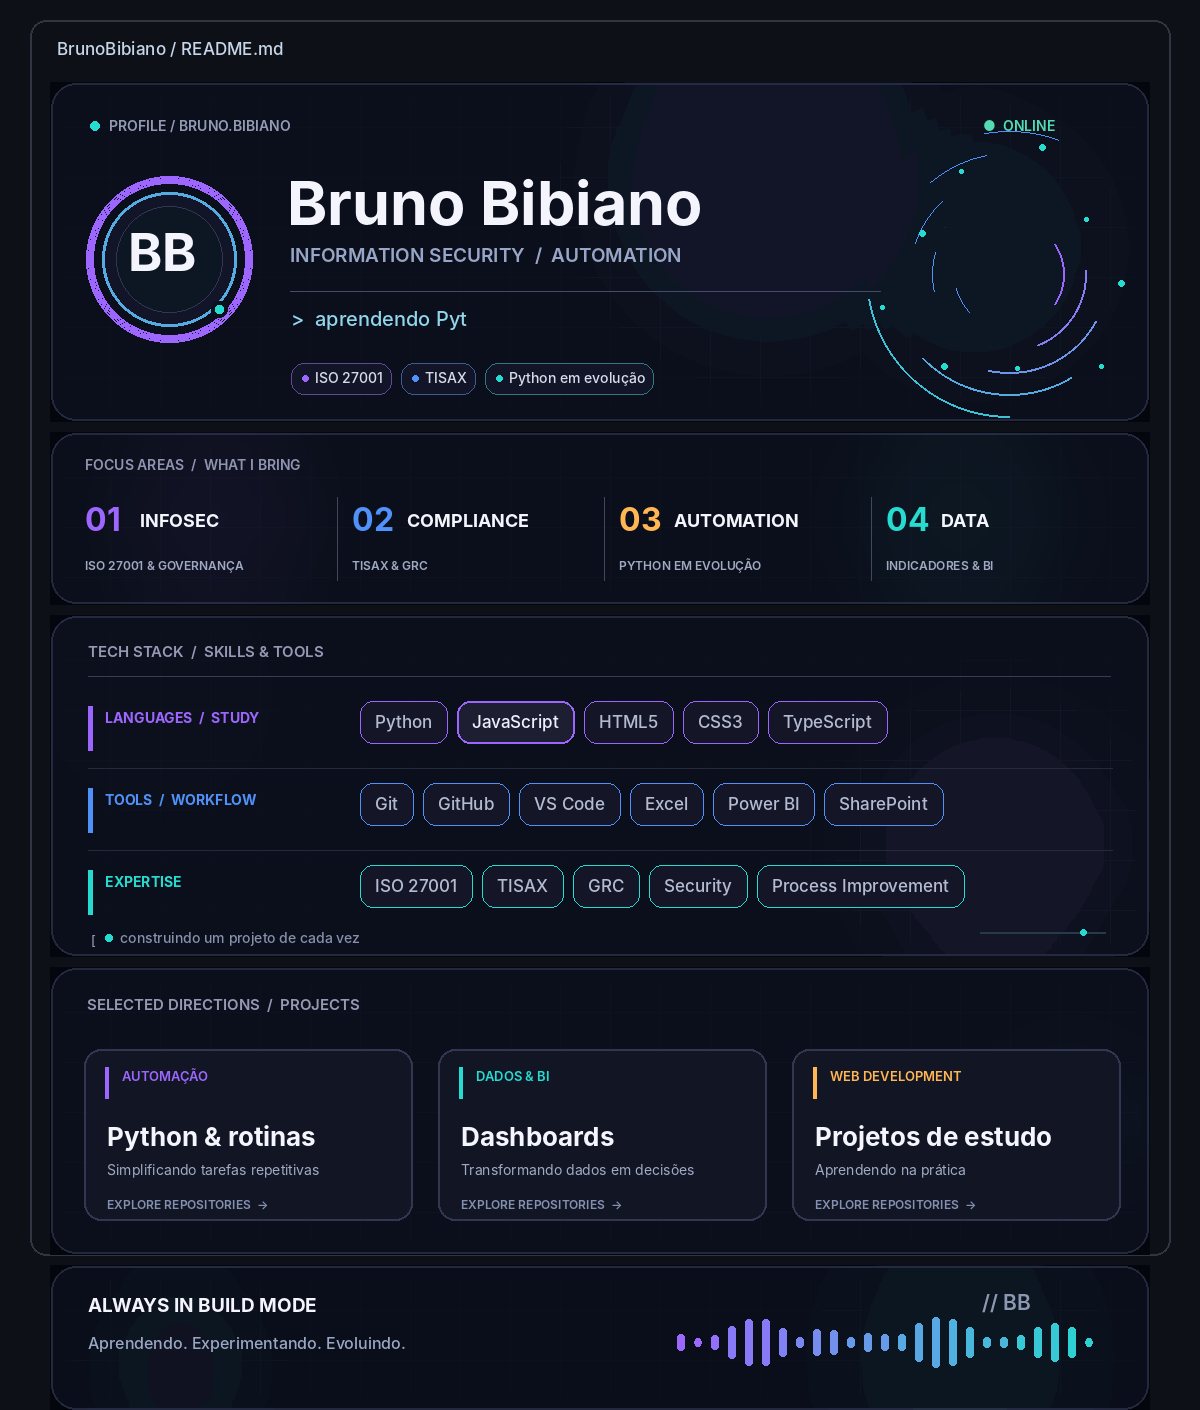 BrunoBibiano / README.md
PROFILE / BRUNO.BIBIANO
ONLINE
BB
Bruno Bibiano
INFORMATION SECURITY / AUTOMATION
> aprendendo Pyt
ISO 27001 TISAX Python em evolução
FOCUS AREAS / WHAT I BRING
01 INFOSEC
ISO 27001 & GOVERNANÇA
02 COMPLIANCE
TISAX & GRC
03 AUTOMATION
PYTHON EM EVOLUÇÃO
04 DATA
INDICADORES & BI
TECH STACK / SKILLS & TOOLS
LANGUAGES / STUDY
Python JavaScript HTML5 CSS3 TypeScript
TOOLS / WORKFLOW
Git GitHub VS Code Excel Power BI SharePoint
EXPERTISE
ISO 27001 TISAX GRC Security Process Improvement
[ construindo um projeto de cada vez
SELECTED DIRECTIONS / PROJECTS
AUTOMAÇÃO
Python & rotinas
Simplificando tarefas repetitivas
EXPLORE REPOSITORIES →
DADOS & BI
Dashboards
Transformando dados em decisões
EXPLORE REPOSITORIES →
WEB DEVELOPMENT
Projetos de estudo
Aprendendo na prática
EXPLORE REPOSITORIES →
ALWAYS IN BUILD MODE
Aprendendo. Experimentando. Evoluindo.
// BB